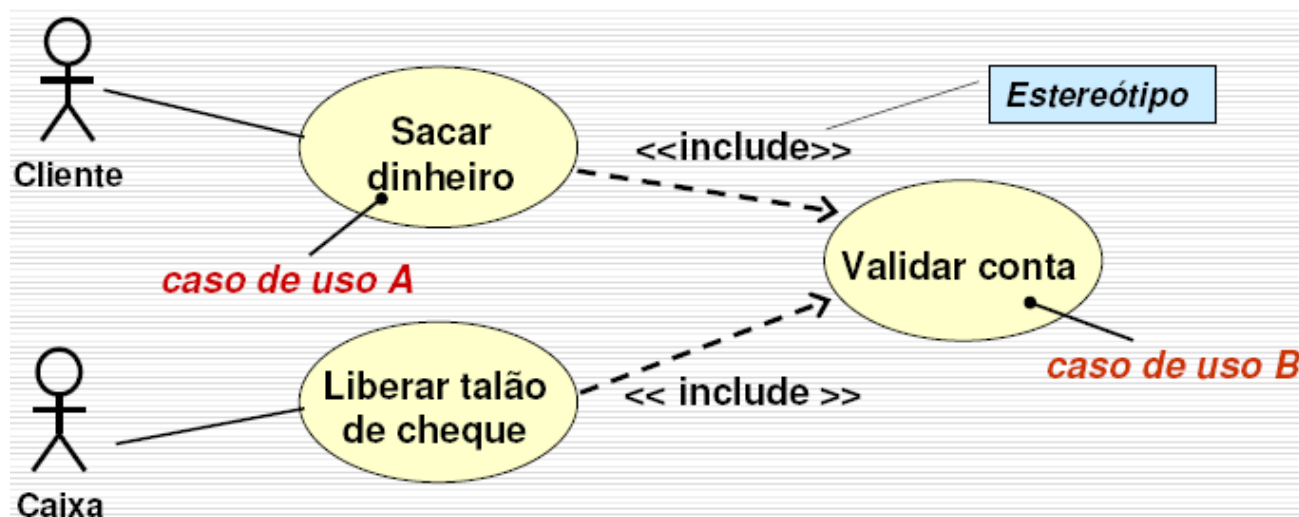 Cliente
Sacar
dinheiro
<<include>>
Estereótipo
caso de uso A
Validar conta
caso de uso B
Liberar talão
de cheque
<< include >>
Caixa